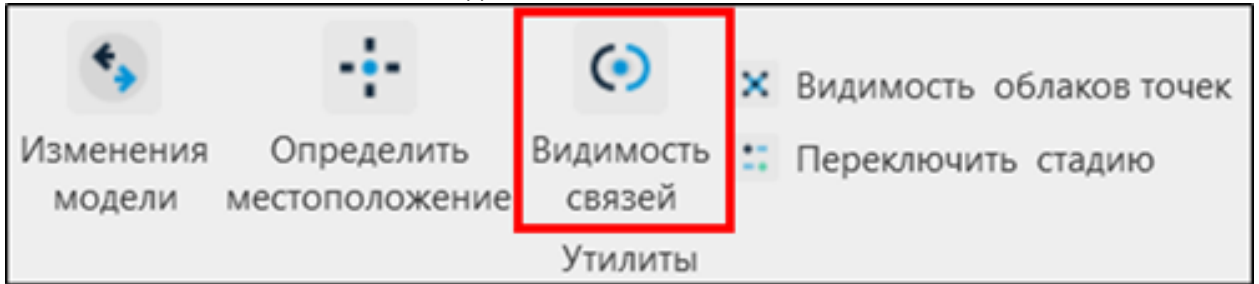 Изменения
модели
Определить
местоположение
Видимость
связей
Видимость облаков точек
Переключить стадию
Утилиты